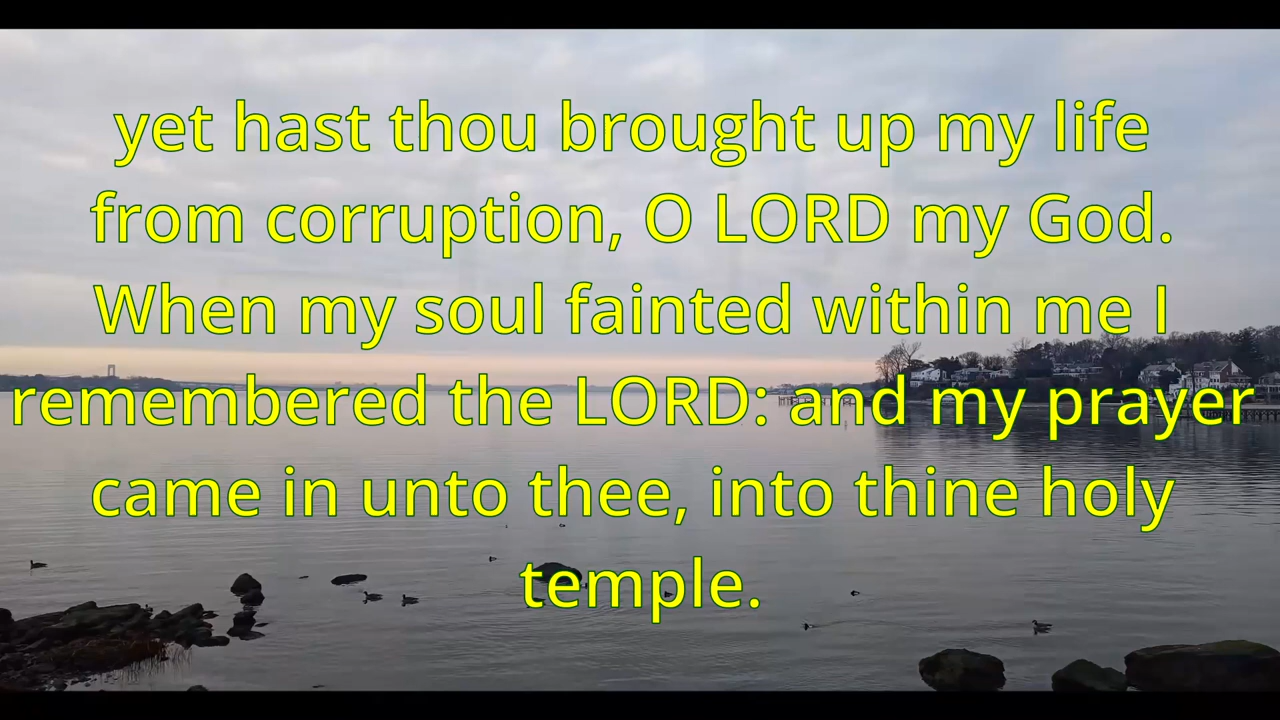 yet hast thou brought up my life
from corruption, O LORD my God.
When my soul fainted within me I
remembered the LORD: and my prayer
came in unto thee, into thine holy
temple.